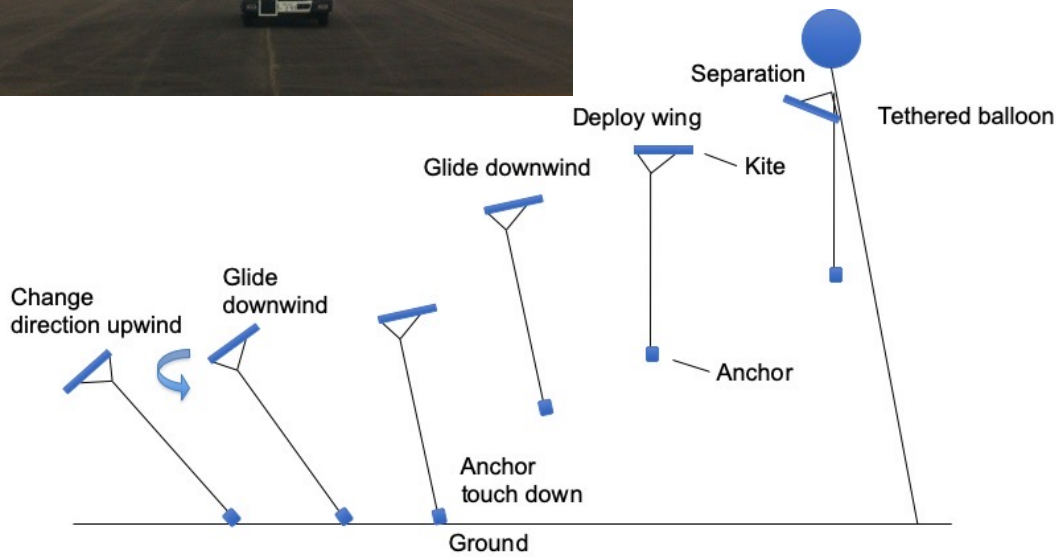 Separation
Tethered balloon
Deploy wing
Kite
Glide downwind
Glide
downwind
Change
direction upwind
Anchor
Anchor
touch down
Ground